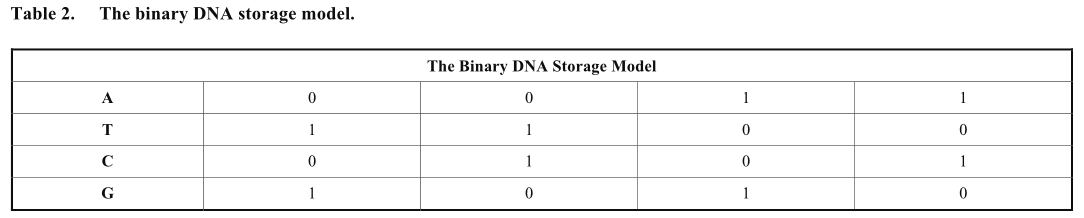 Table 2. The binary DNA storage model.
The Binary DNA Storage Model
A 0 0 1 1
T 1 1 0 0
C 0 1 0 1
G 1 0 1 0